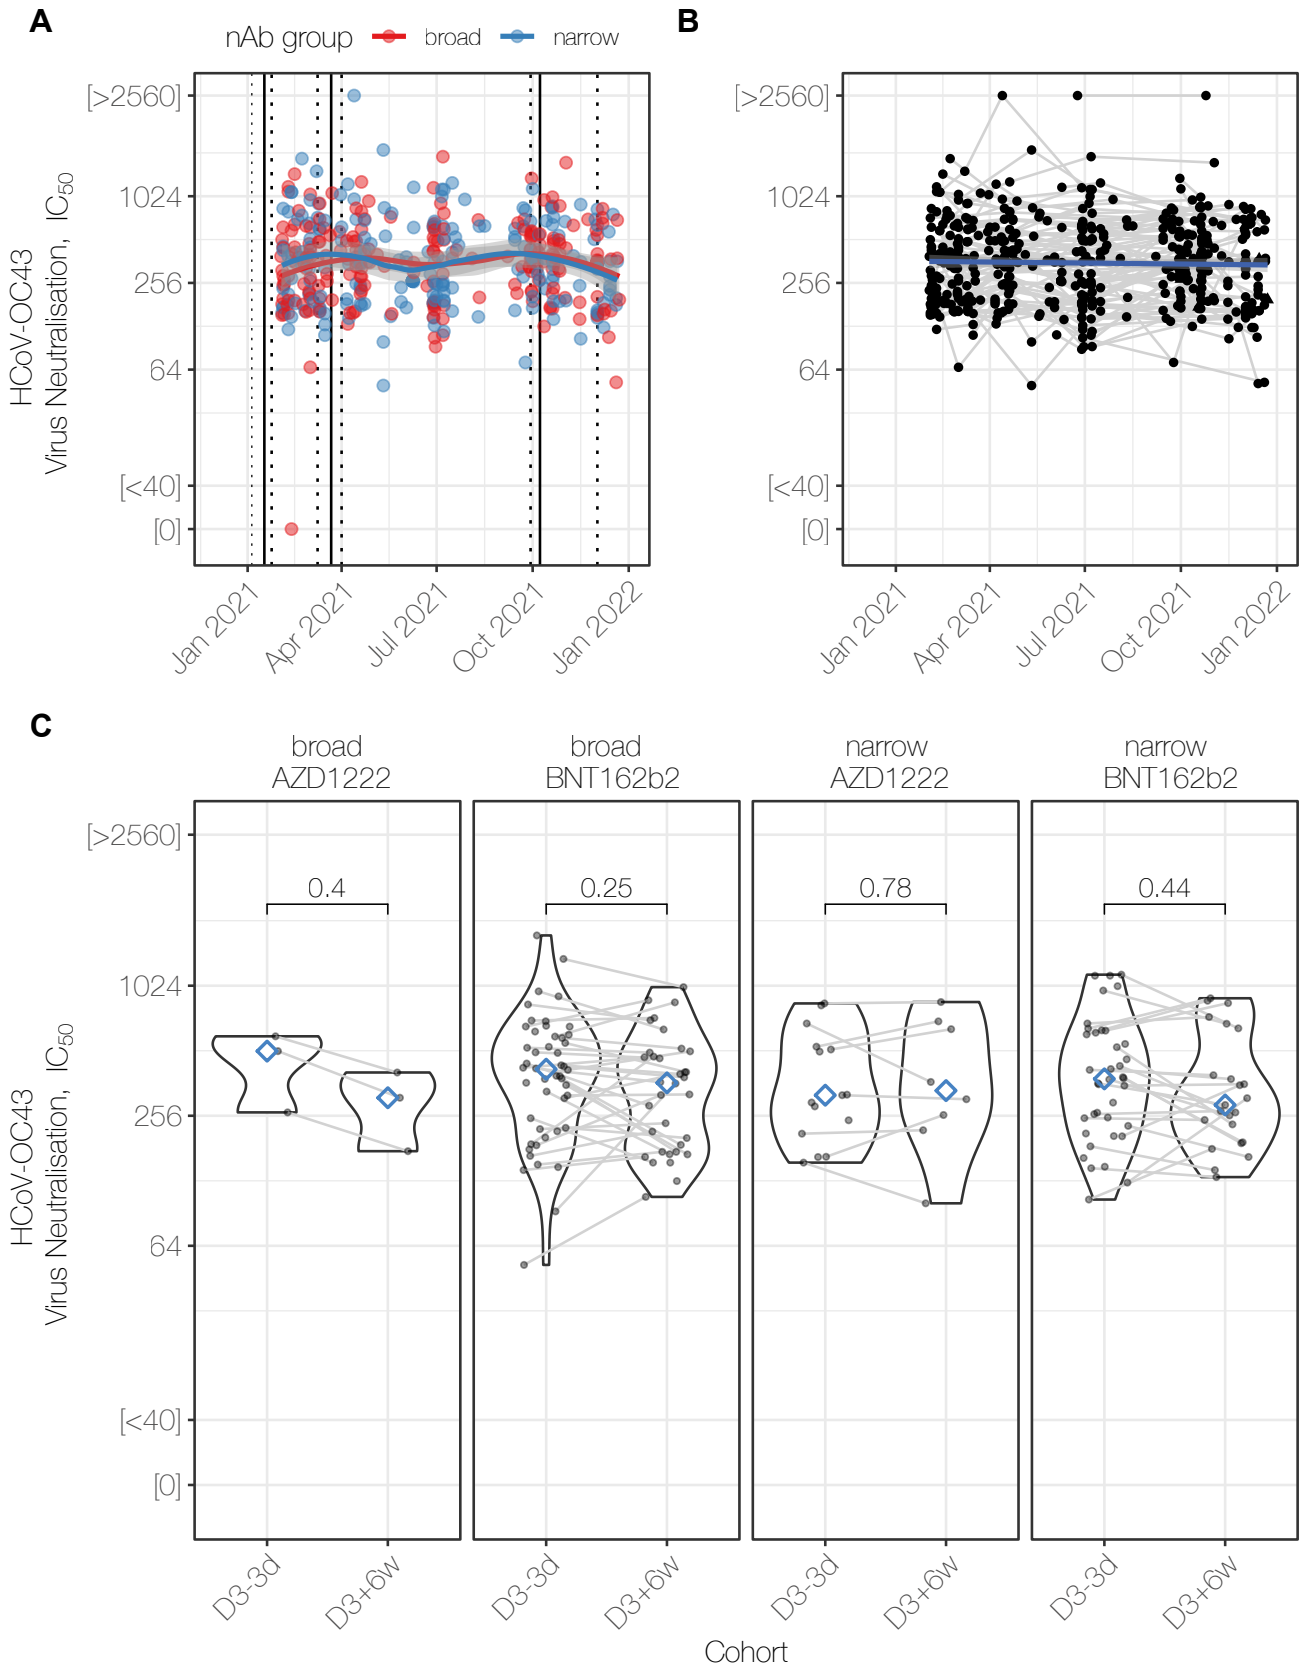 A
B
nAb group broad narrow
HCoV-OC43
Virus Neutralisation, IC50
[>2560]
1024
256
64
[<40]
[0]
Jan 2021
Apr 2021
Jul 2021
Oct 2021
Jan 2022
[>2560]
1024
256
64
[<40]
[0]
Jan 2021
Apr 2021
Jul 2021
Oct 2021
Jan 2022
C
broad
AZD1222
broad
BNT162b2
narrow
AZD1222
narrow
BNT162b2
HCoV-OC43
Virus Neutralisation, IC50
[>2560]
1024
256
64
[<40]
[0]
0.4
0.25
0.78
0.44
D3-3d
D3+6w
D3-3d
D3+6w
D3-3d
D3+6w
D3-3d
D3+6w
Cohort